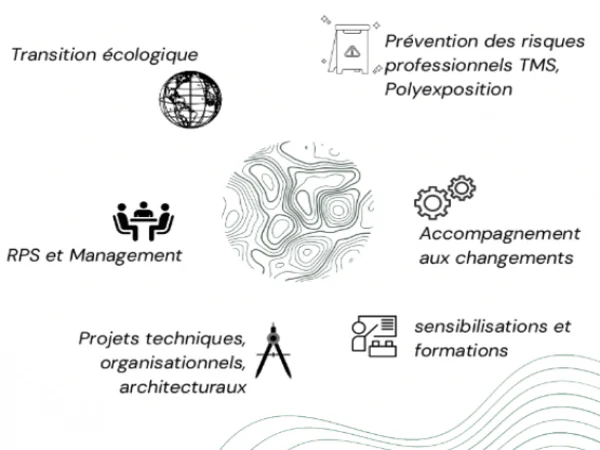 Transition écologique
Prévention des risques
professionnels TMS,
Polyexposition
RPS et Management
Accompagnement
aux changements
Projets techniques,
organisationnels,
architecturaux
sensibilisations et
formations